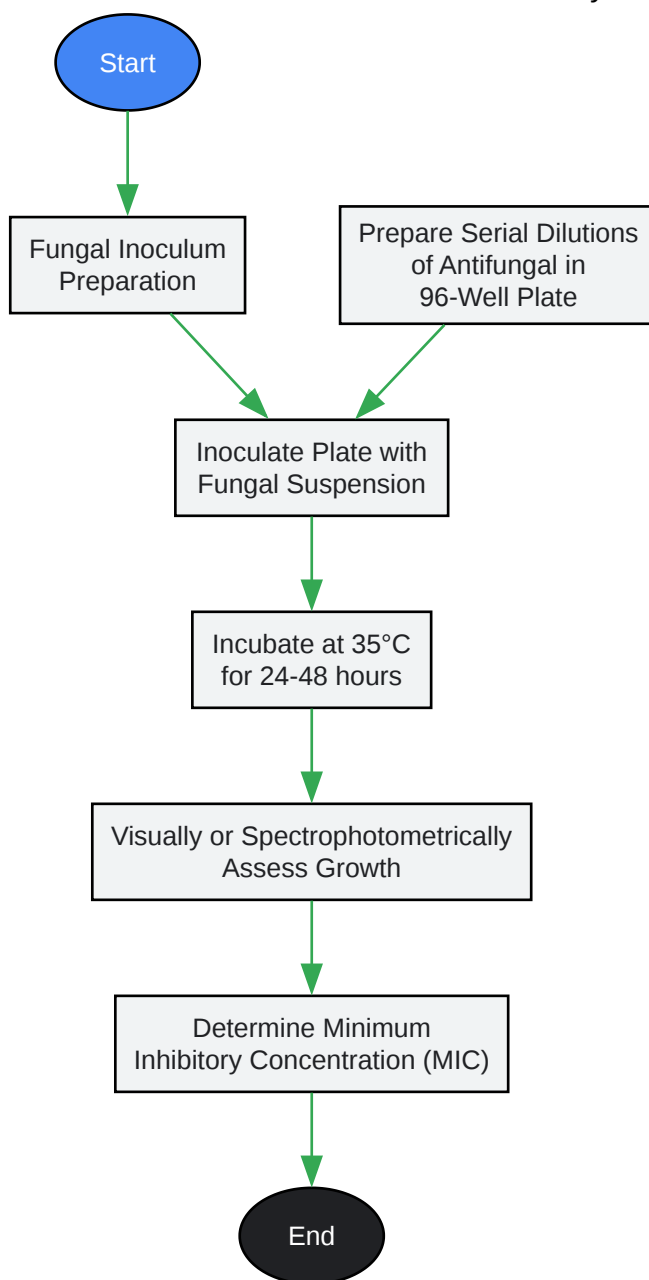 Start
Fungal Inoculum
Preparation
Prepare Serial Dilutions
of Antifungal in
96-Well Plate
Inoculate Plate with
Fungal Suspension
Incubate at 35°C
for 24-48 hours
Visually or Spectrophotometrically
Assess Growth
Determine Minimum
Inhibitory Concentration (MIC)
End